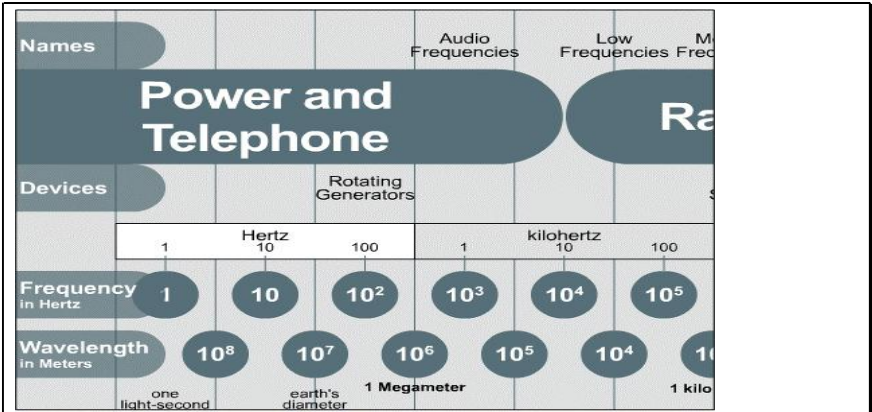 Names
Audio
Frequencies
Low
Frequencies
Power and
Telephone
Devices
Rotating
Generators
Hertz
kilohertz
1 10 100 1 10 100
Frequency
in Hertz
1 10 10² 10³ 10⁴ 10⁵
Wavelength
in Meters
10⁸ 10⁷ 10⁶ 10⁵ 10⁴
one
light-second
earth's
diameter
1 Megameter